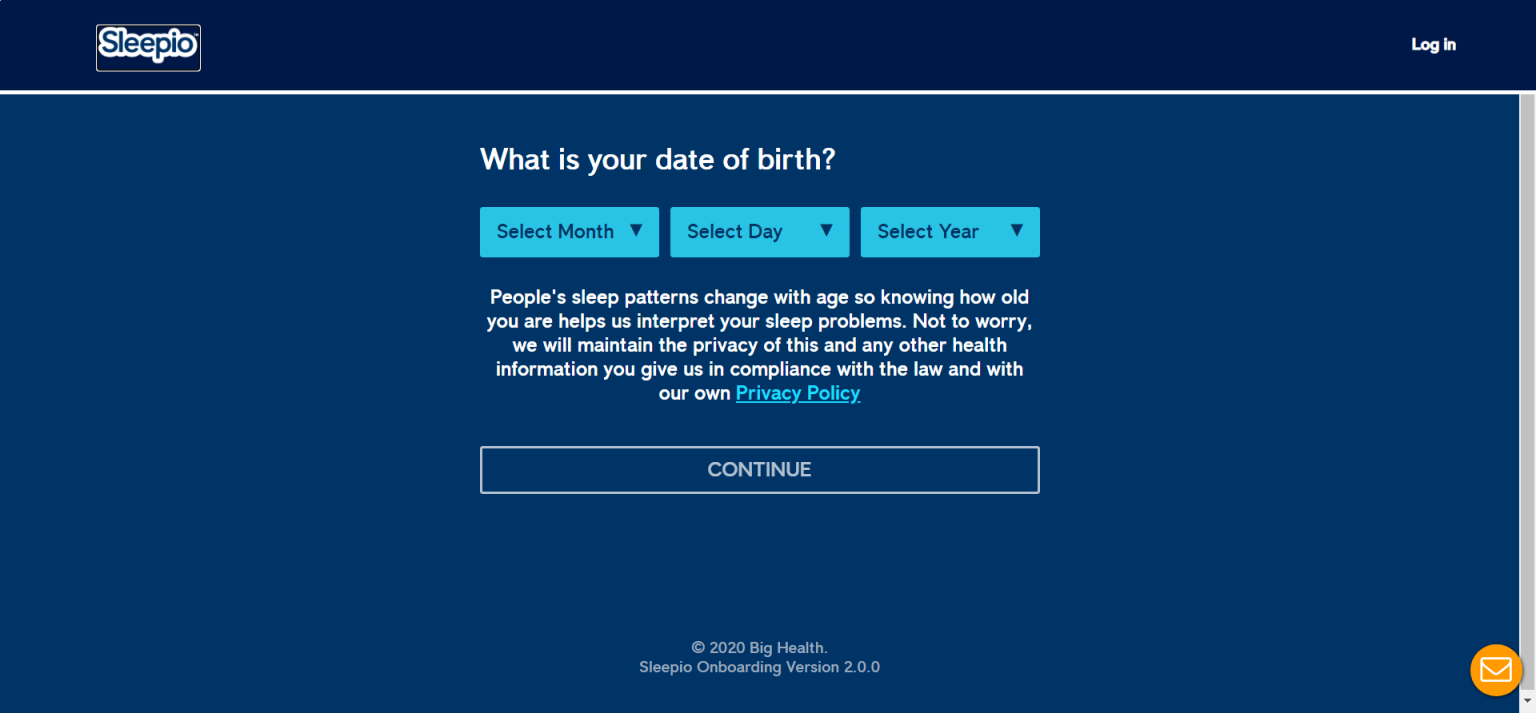 Sleepio™
Log in
What is your date of birth?
Select Month ▼
Select Day ▼
Select Year ▼
People's sleep patterns change with age so knowing how old
you are helps us interpret your sleep problems. Not to worry,
we will maintain the privacy of this and any other health
information you give us in compliance with the law and with
our own Privacy Policy
CONTINUE
© 2020 Big Health.
Sleepio Onboarding Version 2.0.0